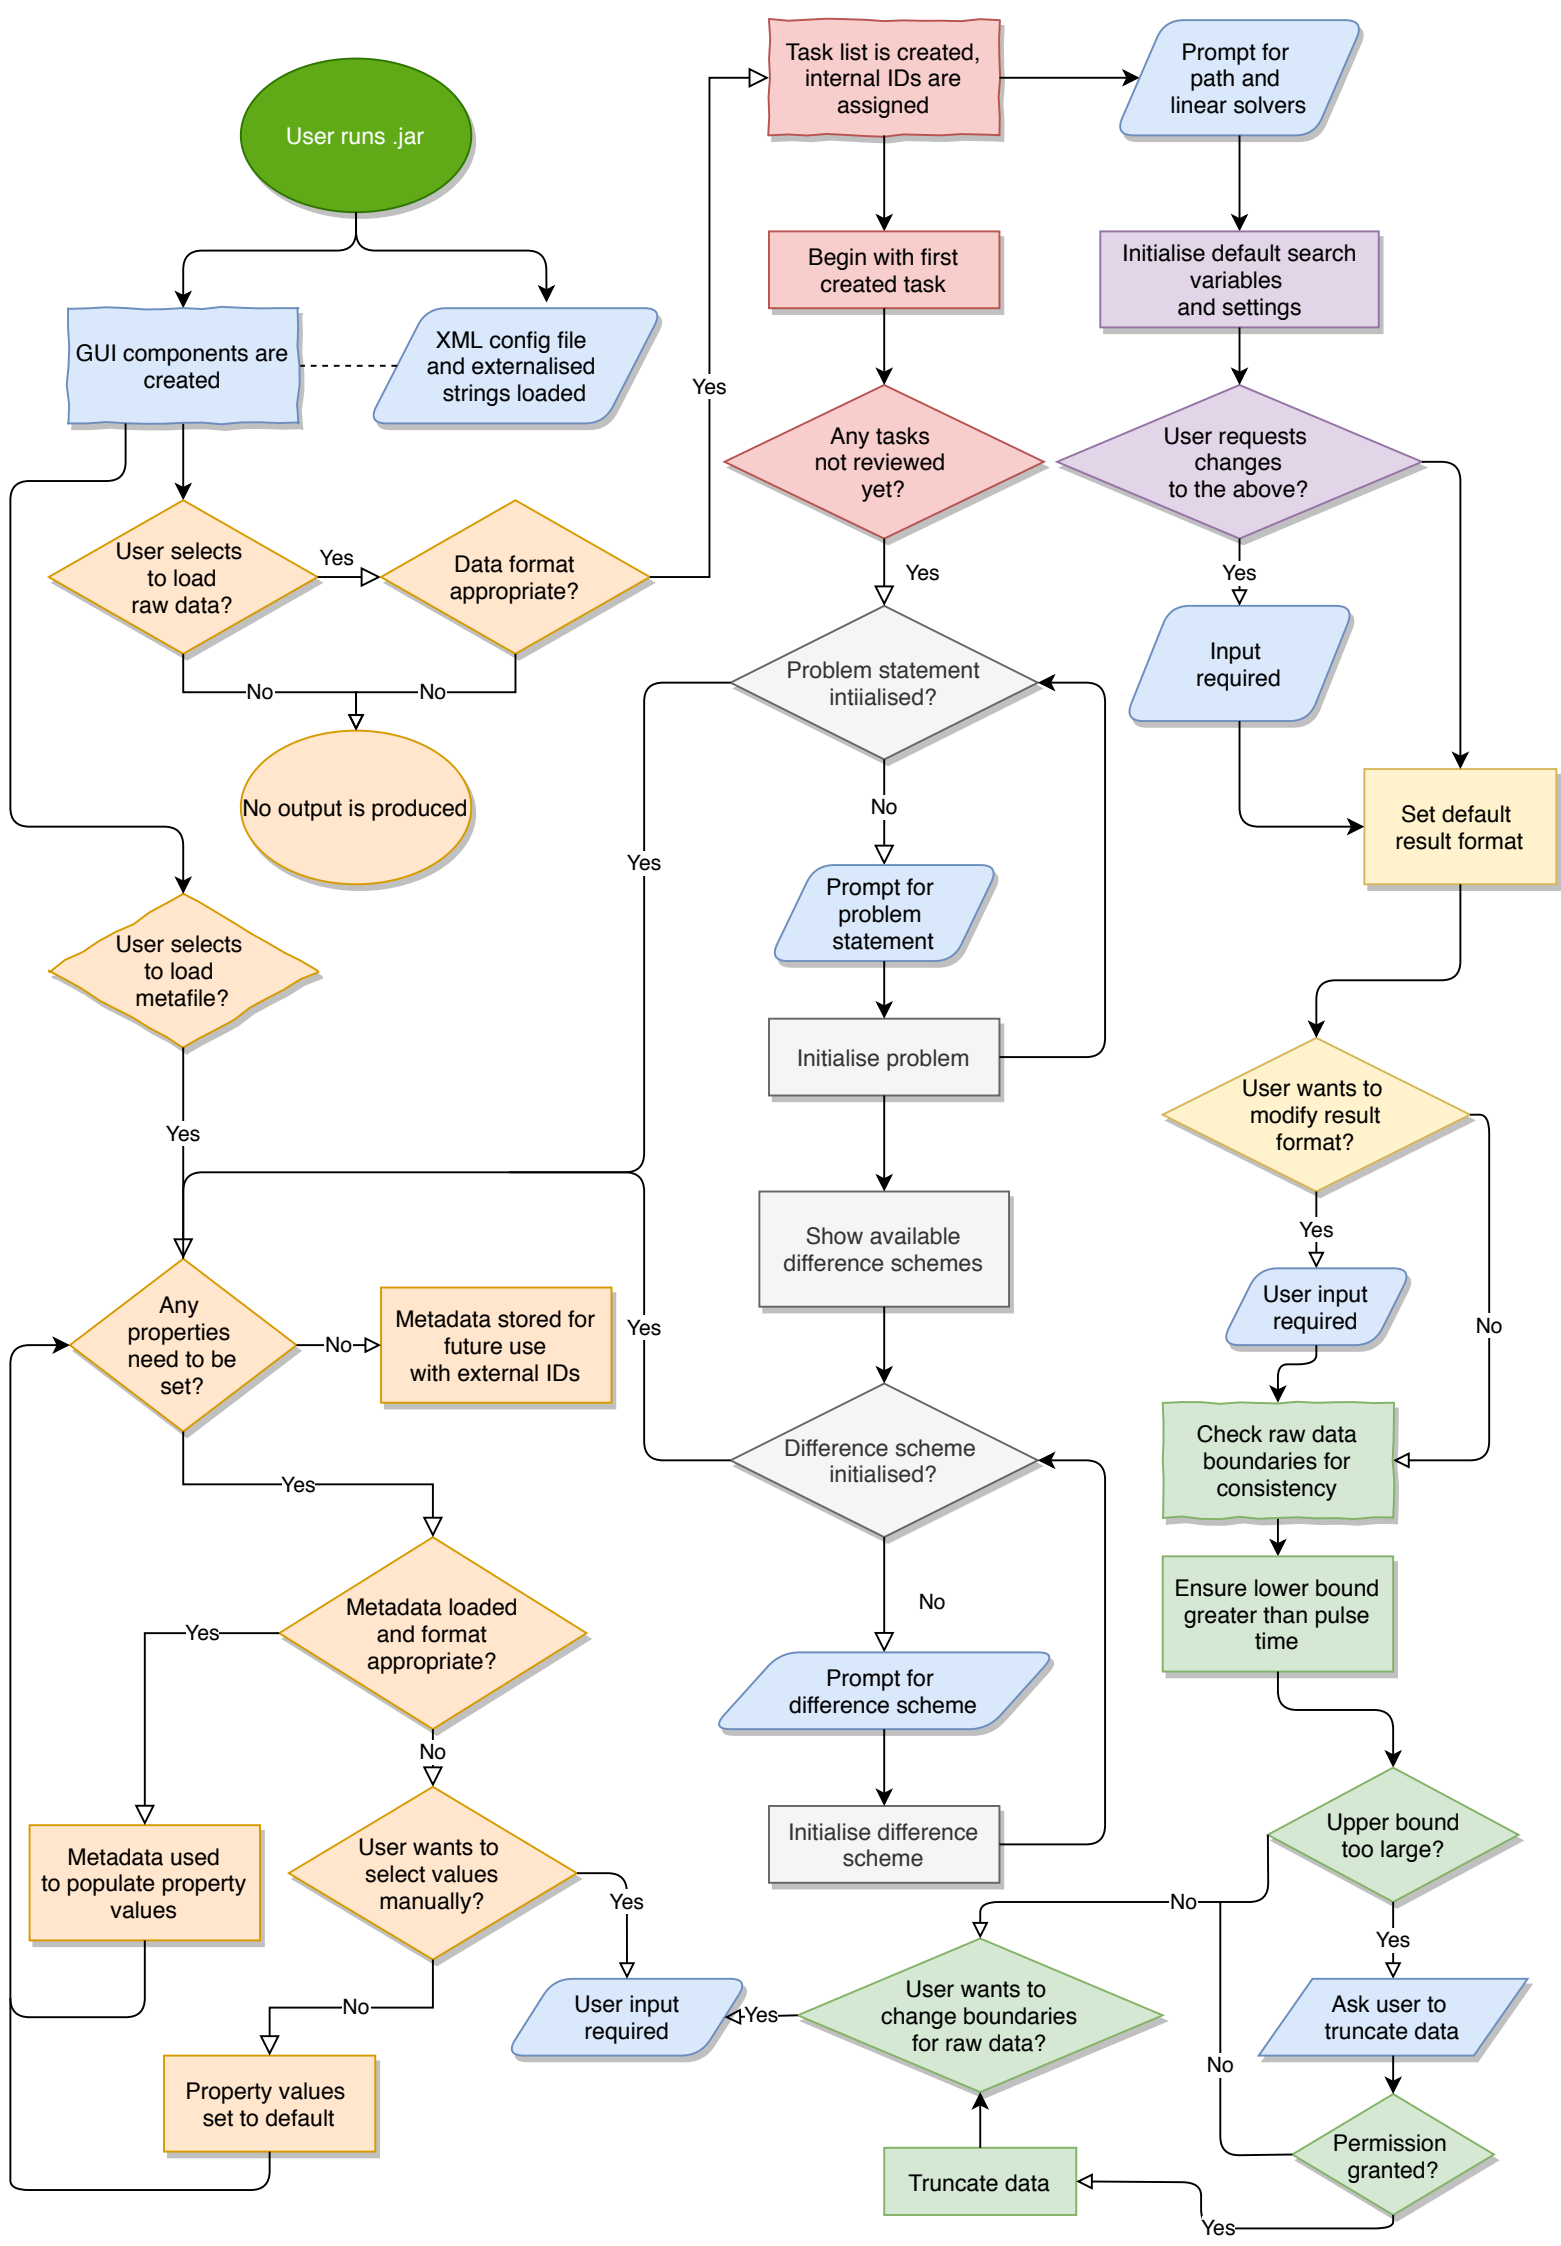 User runs .jar
GUI components are
created
XML config file
and externalised
strings loaded
User selects
to load
raw data?
Yes
Data format
appropriate?
Yes
No
No
No output is produced
User selects
to load
metafile?
Yes
Any
properties
need to be
set?
No
Metadata stored for
future use
with external IDs
Yes
Metadata loaded
and format
appropriate?
Yes
No
Metadata used
to populate property
values
User wants to
select values
manually?
Yes
No
Property values
set to default
User input
required
Task list is created,
internal IDs are
assigned
Begin with first
created task
Any tasks
not reviewed
yet?
Yes
Problem statement
intiialised?
Yes
No
Prompt for
problem
statement
Initialise problem
Show available
difference schemes
Yes
Difference scheme
initialised?
No
Prompt for
difference scheme
Initialise difference
scheme
Prompt for
path and
linear solvers
Initialise default search
variables
and settings
User requests
changes
to the above?
Yes
Input
required
Set default
result format
User wants to
modify result
format?
Yes
No
User input
required
Check raw data
boundaries for
consistency
Ensure lower bound
greater than pulse
time
Upper bound
too large?
No
Yes
Ask user to
truncate data
No
Permission
granted?
Yes
Truncate data
User wants to
change boundaries
for raw data?
Yes